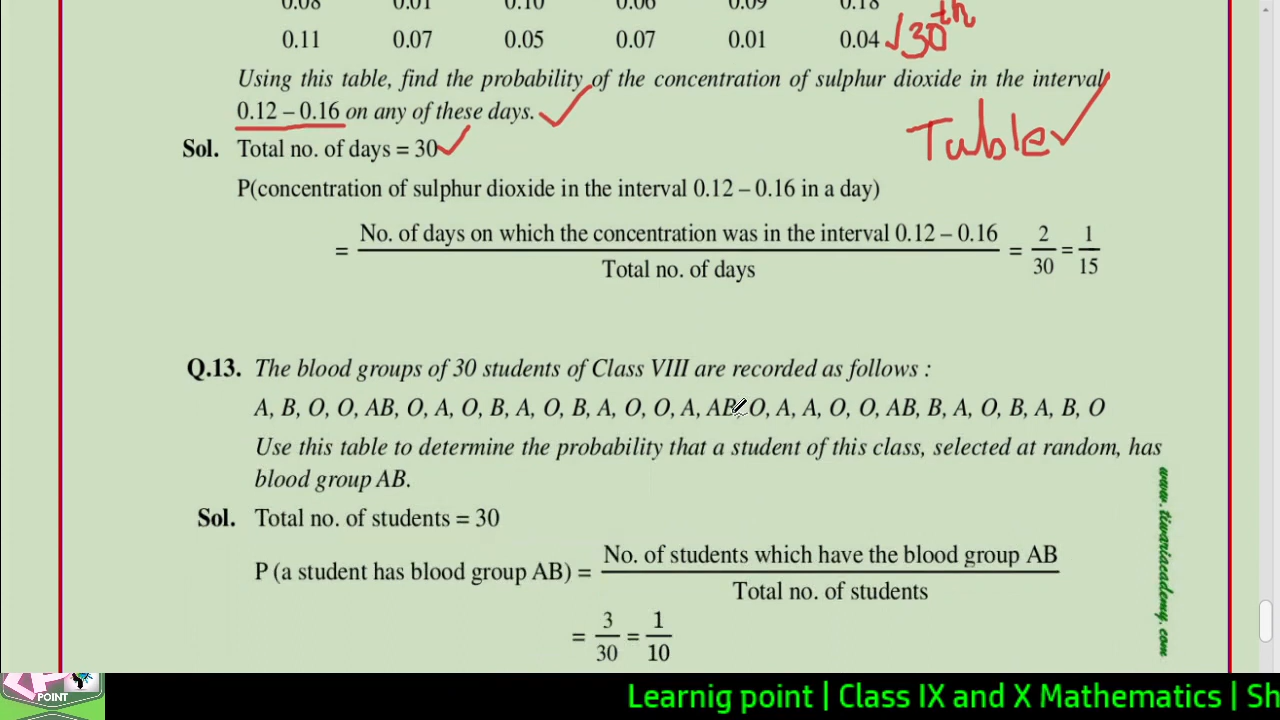 0.08 0.01 0.10 0.06 0.09 0.18
0.11 0.07 0.05 0.07 0.01 0.04 30th
Using this table, find the probability of the concentration of sulphur dioxide in the interval
0.12 – 0.16 on any of these days.
Table
Sol. Total no. of days = 30
P(concentration of sulphur dioxide in the interval 0.12 – 0.16 in a day)
= No. of days on which the concentration was in the interval 0.12 – 0.16 / Total no. of days = 2/30 = 1/15
Q.13. The blood groups of 30 students of Class VIII are recorded as follows :
A, B, O, O, AB, O, A, O, B, A, O, B, A, O, O, A, AB, O, A, A, O, O, AB, B, A, O, B, A, B, O
Use this table to determine the probability that a student of this class, selected at random, has
blood group AB.
Sol. Total no. of students = 30
P (a student has blood group AB) = No. of students which have the blood group AB / Total no. of students
= 3/30 = 1/10
www.tiwariacademy.com
POINT
Learnig point | Class IX and X Mathematics | Sh